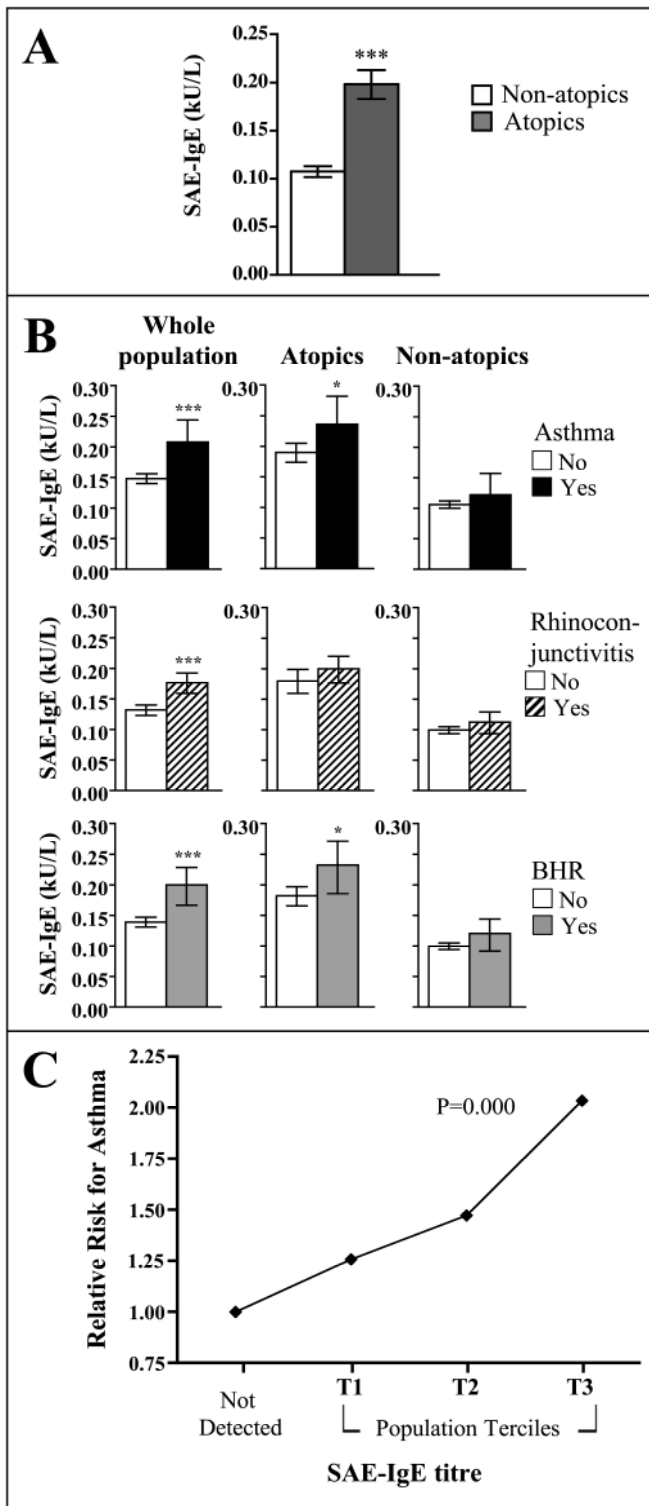 A
SAE-IgE (kU/L)
0.25
0.20
0.15
0.10
0.05
0.00
***
Non-atopics
Atopics
B
Whole
population
Atopics
Non-atopics
SAE-IgE (kU/L)
0.30
0.25
0.20
0.15
0.10
0.05
0.00
***
0.30
*
0.30
Asthma
No
Yes
SAE-IgE (kU/L)
0.30
0.25
0.20
0.15
0.10
0.05
0.00
***
0.30
0.30
Rhinocon-
junctivitis
No
Yes
SAE-IgE (kU/L)
0.30
0.25
0.20
0.15
0.10
0.05
0.00
***
0.30
*
0.30
BHR
No
Yes
C
Relative Risk for Asthma
2.25
2.00
1.75
1.50
1.25
1.00
0.75
P=0.000
Not
Detected
T1 T2 T3
Population Terciles
SAE-IgE titre